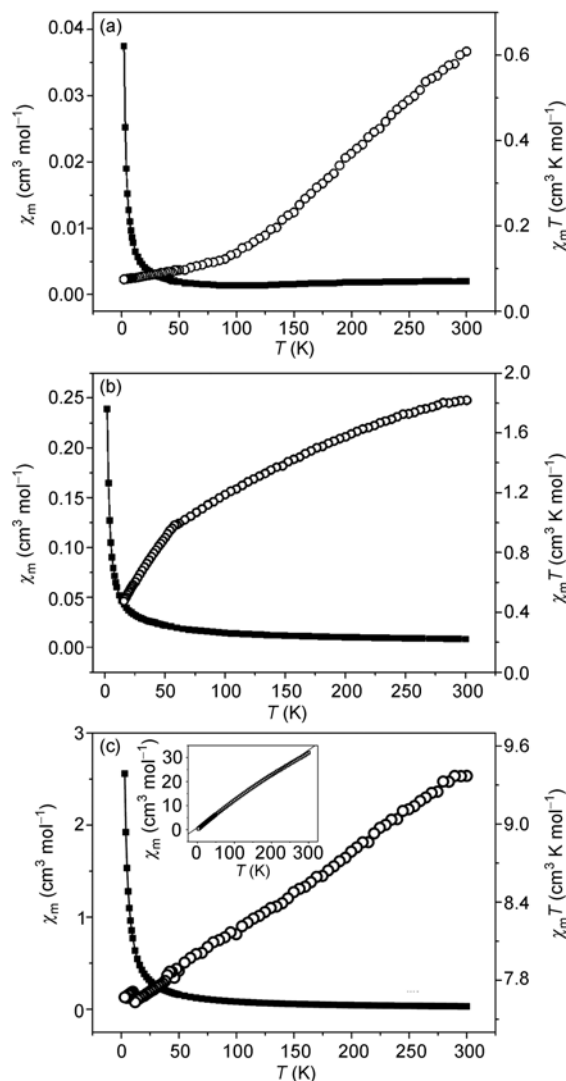 (a)
0.04
0.03
0.02
0.01
0.00
χm (cm³ mol⁻¹)
0.6
0.4
0.2
0.0
χmT (cm³ K mol⁻¹)
0 50 100 150 200 250 300
T (K)
(b)
0.25
0.20
0.15
0.10
0.05
0.00
χm (cm³ mol⁻¹)
2.0
1.6
1.2
0.8
0.4
0.0
χmT (cm³ K mol⁻¹)
0 50 100 150 200 250 300
T (K)
(c)
3
2
1
0
χm (cm³ mol⁻¹)
30
20
10
0
χm (cm³ mol⁻¹)
0 100 200 300
T (K)
9.6
9.0
8.4
7.8
χmT (cm³ K mol⁻¹)
0 50 100 150 200 250 300
T (K)